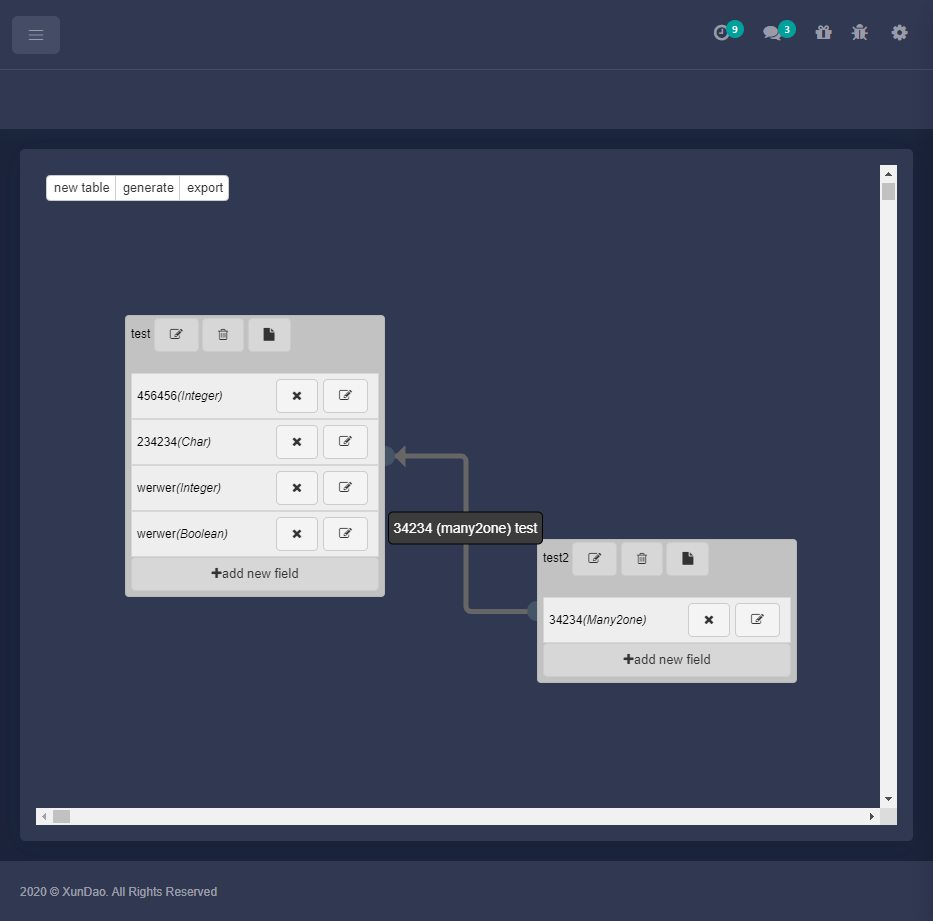 9
3
new table generate export
test
456456(Integer)
234234(Char)
werwer(Integer)
werwer(Boolean)
add new field
34234 (many2one) test
test2
34234(Many2one)
add new field
2020 © XunDao. All Rights Reserved